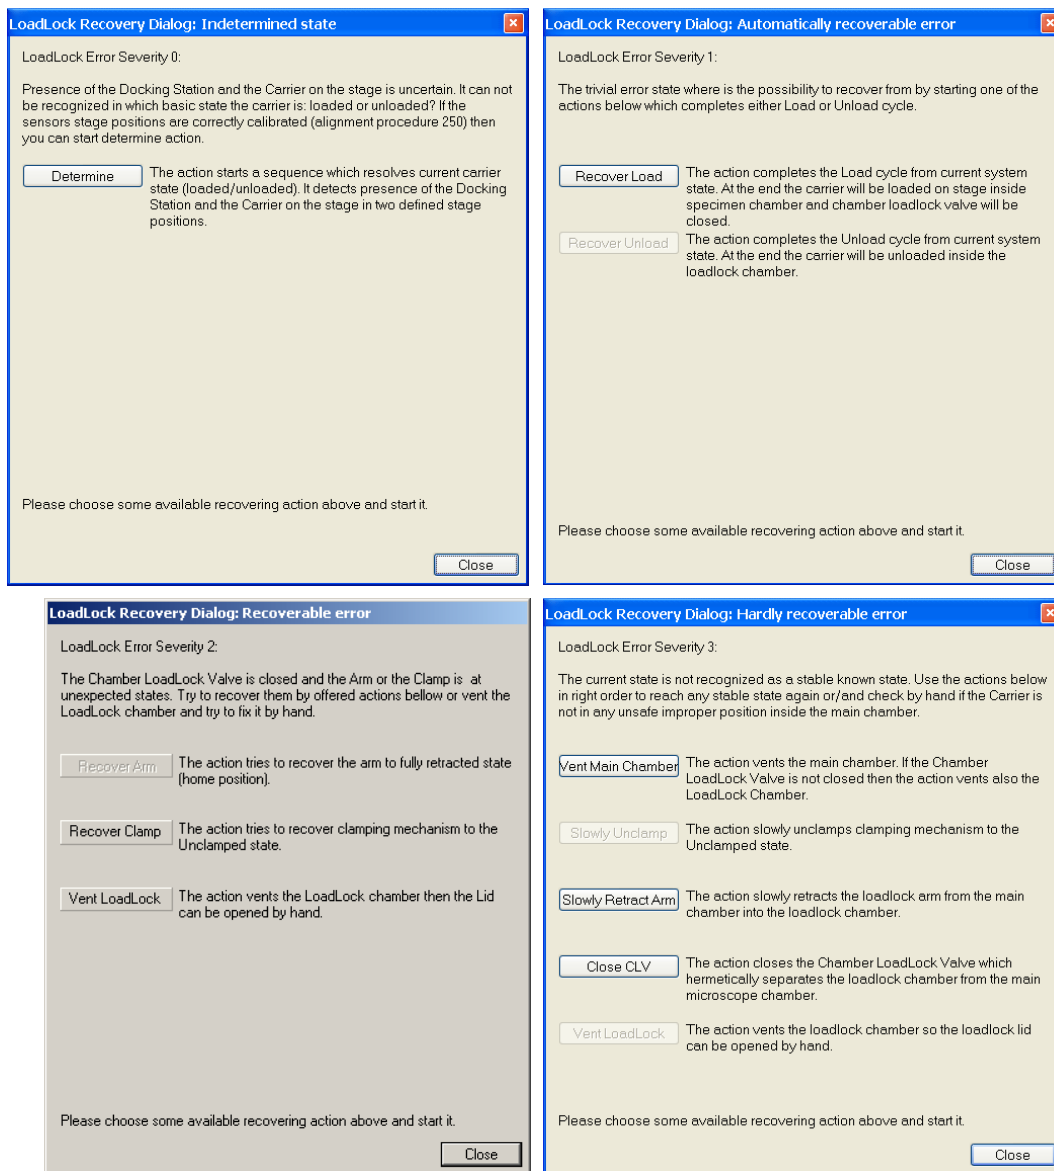 LoadLock Recovery Dialog: Indetermined state
LoadLock Error Severity 0:
Presence of the Docking Station and the Carrier on the stage is uncertain. It can not
be recognized in which basic state the carrier is: loaded or unloaded? If the
sensors stage positions are correctly calibrated (alignment procedure 250) then
you can start determine action.
Determine
The action starts a sequence which resolves current carrier
state (loaded/unloaded). It detects presence of the Docking
Station and the Carrier on the stage in two defined stage
positions.
Please choose some available recovering action above and start it.
Close
LoadLock Recovery Dialog: Automatically recoverable error
LoadLock Error Severity 1:
The trivial error state where is the possibility to recover from by starting one of the
actions below which completes either Load or Unload cycle.
Recover Load
The action completes the Load cycle from current system
state. At the end the carrier will be loaded on stage inside
specimen chamber and chamber loadlock valve will be
closed.
Recover Unload
The action completes the Unload cycle from current system
state. At the end the carrier will be unloaded inside the
loadlock chamber.
Please choose some available recovering action above and start it.
Close
LoadLock Recovery Dialog: Recoverable error
LoadLock Error Severity 2:
The Chamber LoadLock Valve is closed and the Arm or the Clamp is at
unexpected states. Try to recover them by offered actions bellow or vent the
LoadLock chamber and try to fix it by hand.
Recover Arm
The action tries to recover the arm to fully retracted state
(home position).
Recover Clamp
The action tries to recover clamping mechanism to the
Unclamped state.
Vent LoadLock
The action vents the LoadLock chamber then the Lid
can be opened by hand.
Please choose some available recovering action above and start it.
Close
LoadLock Recovery Dialog: Hardly recoverable error
LoadLock Error Severity 3:
The current state is not recognized as a stable known state. Use the actions below
in right order to reach any stable state again or/and check by hand if the Carrier is
not in any unsafe improper position inside the main chamber.
Vent Main Chamber
The action vents the main chamber. If the Chamber
LoadLock Valve is not closed then the action vents also the
LoadLock Chamber.
Slowly Unclamp
The action slowly unclamps clamping mechanism to the
Unclamped state.
Slowly Retract Arm
The action slowly retracts the loadlock arm from the main
chamber into the loadlock chamber.
Close CLV
The action closes the Chamber LoadLock Valve which
hermetically separates the loadlock chamber from the main
microscope chamber.
Vent LoadLock
The action vents the loadlock chamber so the loadlock lid
can be opened by hand.
Please choose some available recovering action above and start it.
Close